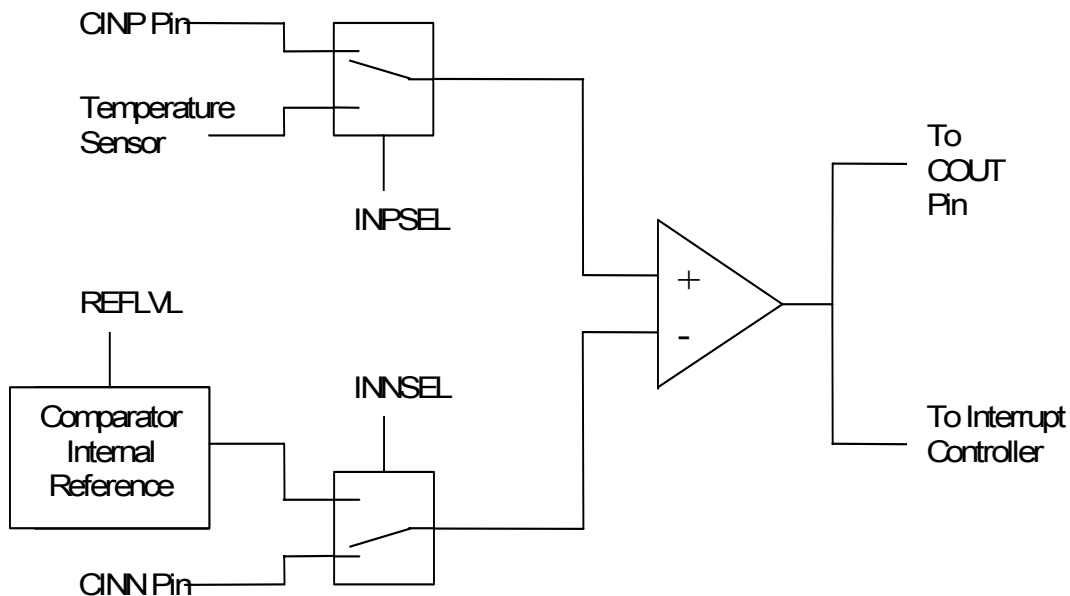 CINP Pin
Temperature
Sensor
INPSEL
To
COUT
Pin
+
-
REFLVL
INNSEL
Comparator
Internal
Reference
To Interrupt
Controller
CINN Pin